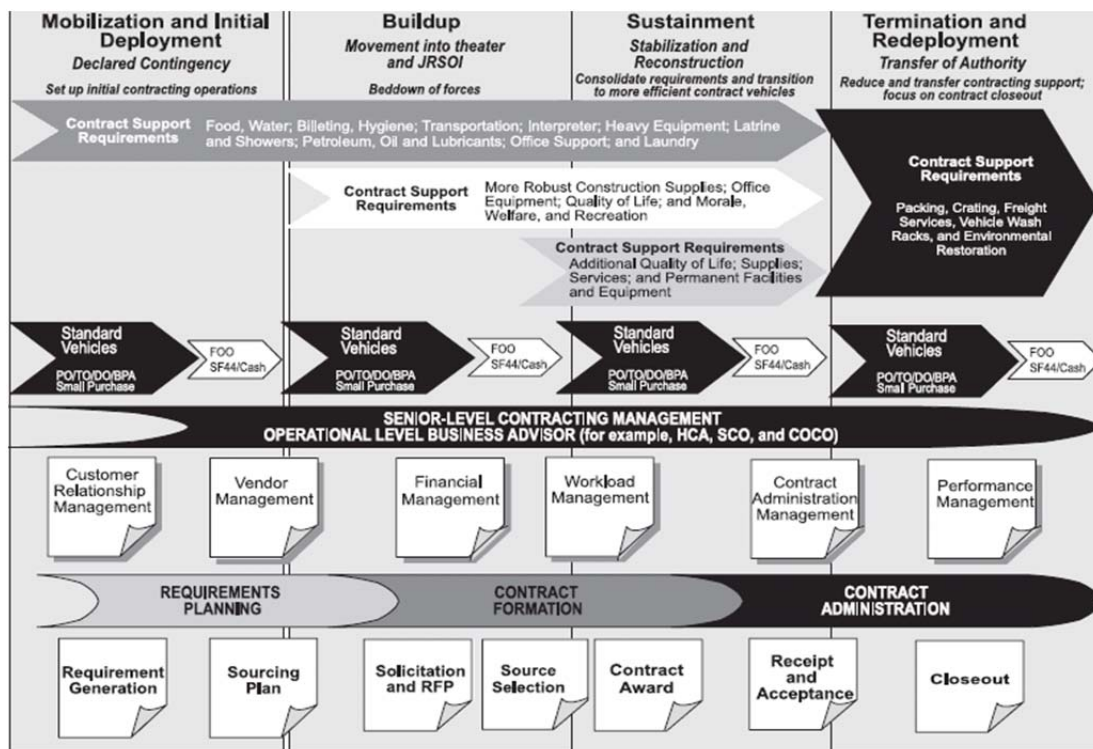 Mobilization and Initial
Deployment
Declared Contingency
Set up initial contracting operations
Buildup
Movement into theater
and JRSOI
Beddown of forces
Sustainment
Stabilization and
Reconstruction
Consolidate requirements and transition
to more efficient contract vehicles
Termination and
Redeployment
Transfer of Authority
Reduce and transfer contracting support;
focus on contract closeout
Contract Support
Requirements
Food, Water; Billeting, Hygiene; Transportation; Interpreter; Heavy Equipment; Latrine
and Showers; Petroleum, Oil and Lubricants; Office Support; and Laundry
Contract Support
Requirements
More Robust Construction Supplies; Office
Equipment; Quality of Life; and Morale,
Welfare, and Recreation
Contract Support Requirements
Additional Quality of Life; Supplies;
Services; and Permanent Facilities
and Equipment
Contract Support
Requirements
Packing, Crating, Freight
Services, Vehicle Wash
Racks, and Environmental
Restoration
Standard
Vehicles
PO/TO/DO/BPA
Small Purchase
FOO
SF44/Cash
Standard
Vehicles
PO/TO/DO/BPA
Small Purchase
FOO
SF44/Cash
Standard
Vehicles
PO/TO/DO/BPA
Small Purchase
FOO
SF44/Cash
Standard
Vehicles
PO/TO/DO/BPA
Small Purchase
FOO
SF44/Cash
SENIOR-LEVEL CONTRACTING MANAGEMENT
OPERATIONAL LEVEL BUSINESS ADVISOR (for example, HCA, SCO, and COCO)
Customer
Relationship
Management
Vendor
Management
Financial
Management
Workload
Management
Contract
Administration
Management
Performance
Management
REQUIREMENTS
PLANNING
CONTRACT
FORMATION
CONTRACT
ADMINISTRATION
Requirement
Generation
Sourcing
Plan
Solicitation
and RFP
Source
Selection
Contract
Award
Receipt
and
Acceptance
Closeout